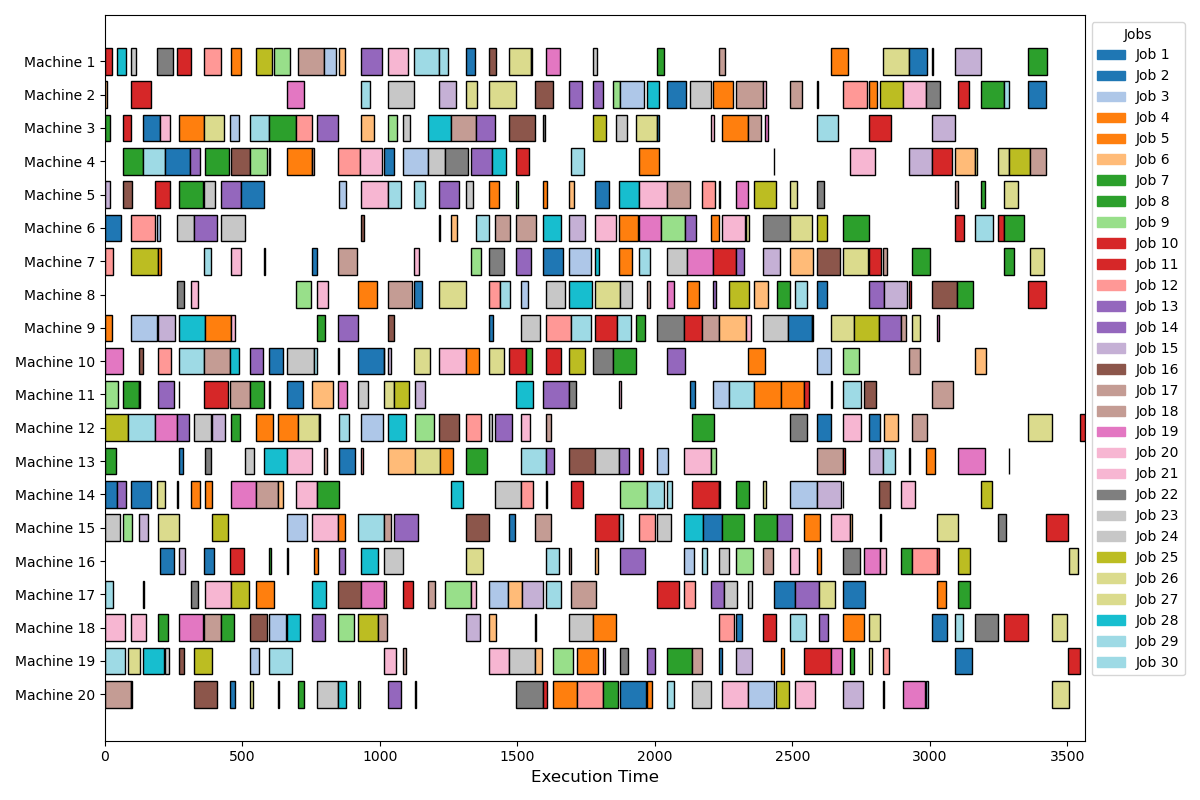 Machine 1
Machine 2
Machine 3
Machine 4
Machine 5
Machine 6
Machine 7
Machine 8
Machine 9
Machine 10
Machine 11
Machine 12
Machine 13
Machine 14
Machine 15
Machine 16
Machine 17
Machine 18
Machine 19
Machine 20
0 500 1000 1500 2000 2500 3000 3500
Execution Time
Jobs
Job 1
Job 2
Job 3
Job 4
Job 5
Job 6
Job 7
Job 8
Job 9
Job 10
Job 11
Job 12
Job 13
Job 14
Job 15
Job 16
Job 17
Job 18
Job 19
Job 20
Job 21
Job 22
Job 23
Job 24
Job 25
Job 26
Job 27
Job 28
Job 29
Job 30